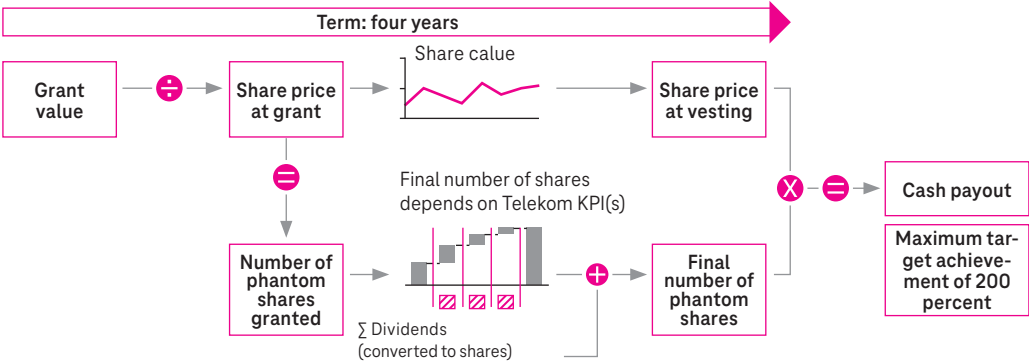 Term: four years
Share calue
Grant
value
÷
Share price
at grant
Share price
at vesting
=
Final number of shares
depends on Telekom KPI(s)
X
=
Cash payout
Number of
phantom
shares
granted
+
Final
number of
phantom
shares
Maximum tar-
get achieve-
ment of 200
percent
∑ Dividends
(converted to shares)